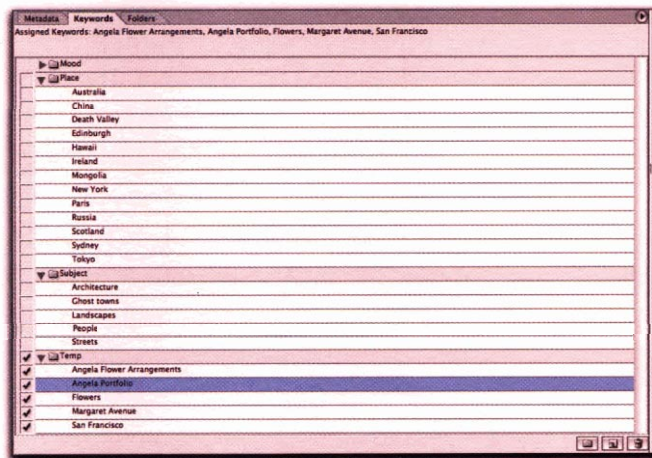 Metadata Keywords Folders
Assigned Keywords: Angela Flower Arrangements, Angela Portfolio, Flowers, Margaret Avenue, San Francisco
Mood
Place
Australia
China
Death Valley
Edinburgh
Hawaii
Ireland
Mongolia
New York
Paris
Russia
Scotland
Sydney
Tokyo
Subject
Architecture
Ghost towns
Landscapes
People
Streets
Temp
Angela Flower Arrangements
Angela Portfolio
Flowers
Margaret Avenue
San Francisco